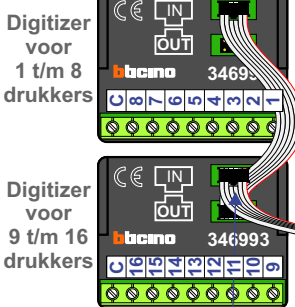 Digitizer
voor
1 t/m 8
drukkers
CE IN
OUT
bticino
C 8 7 6 5 4 3 2 1
Digitizer
voor
9 t/m 16
drukkers
CE IN
OUT
bticino 346993
C 16 15 14 13 12 11 10 9